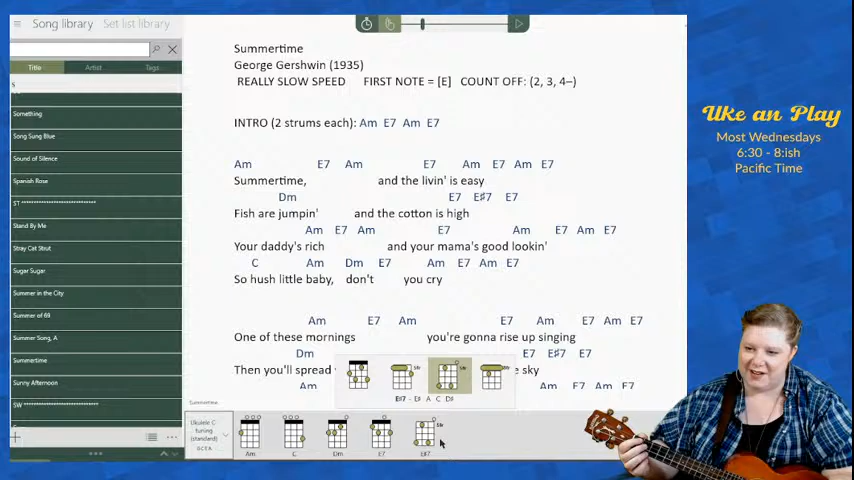 Song library Set list library
Title Artist Tags
S
Something
Song Sung Blue
Sound of Silence
Spanish Rose
Stand By Me
Stray Cat Strut
Sugar Sugar
Summer in the City
Summer of 69
Summer Song, A
Summertime
Sunny Afternoon
Summertime
George Gershwin (1935)
REALLY SLOW SPEED FIRST NOTE = [E] COUNT OFF: (2, 3, 4–)
INTRO (2 strums each): Am E7 Am E7
Am E7 Am E7 Am E7 Am E7
Summertime, and the livin' is easy
Dm E7 E♯7 E7
Fish are jumpin' and the cotton is high
Am E7 Am E7 Am E7 Am E7
Your daddy's rich and your mama's good lookin'
C Am Dm E7 Am E7 Am E7
So hush little baby, don't you cry
Am E7 Am E7 Am E7 Am E7
One of these mornings you're gonna rise up singing
Dm E7 E♯7 E7
Then you'll spread sky
Am Am E7 Am E7
Summertime
Ukulele C
tuning
(standard)
G C E A
Am C Dm E7 E♯7
Uke an Play
Most Wednesdays
6:30 - 8:ish
Pacific Time